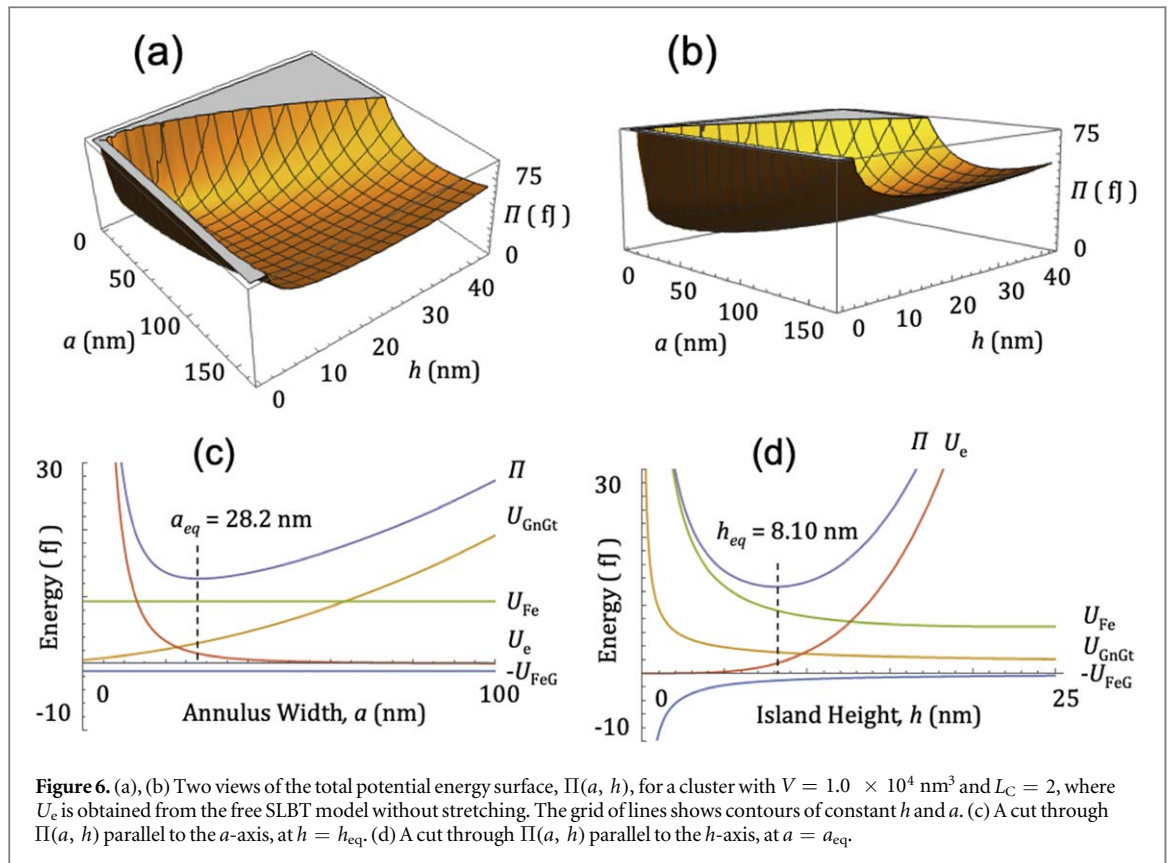 (a)
75
Π ( fJ )
0
0
50
100
150
a (nm)
0
10
20
30
40
h (nm)
(b)
75
Π ( fJ )
0
0
50
100
150
a (nm)
0
10
20
30
40
h (nm)
(c)
30
-10
Energy ( fJ )
a_eq = 28.2 nm
Π
U_GnGt
U_Fe
U_e
-U_FeG
0
100
Annulus Width, a (nm)
(d)
Π U_e
30
-10
Energy ( fJ )
h_eq = 8.10 nm
U_Fe
U_GnGt
-U_FeG
0
25
Island Height, h (nm)
Figure 6. (a), (b) Two views of the total potential energy surface, Π(a, h), for a cluster with V = 1.0 × 10⁴ nm³ and L_C = 2, where
U_e is obtained from the free SLBT model without stretching. The grid of lines shows contours of constant h and a. (c) A cut through
Π(a, h) parallel to the a-axis, at h = h_eq. (d) A cut through Π(a, h) parallel to the h-axis, at a = a_eq.